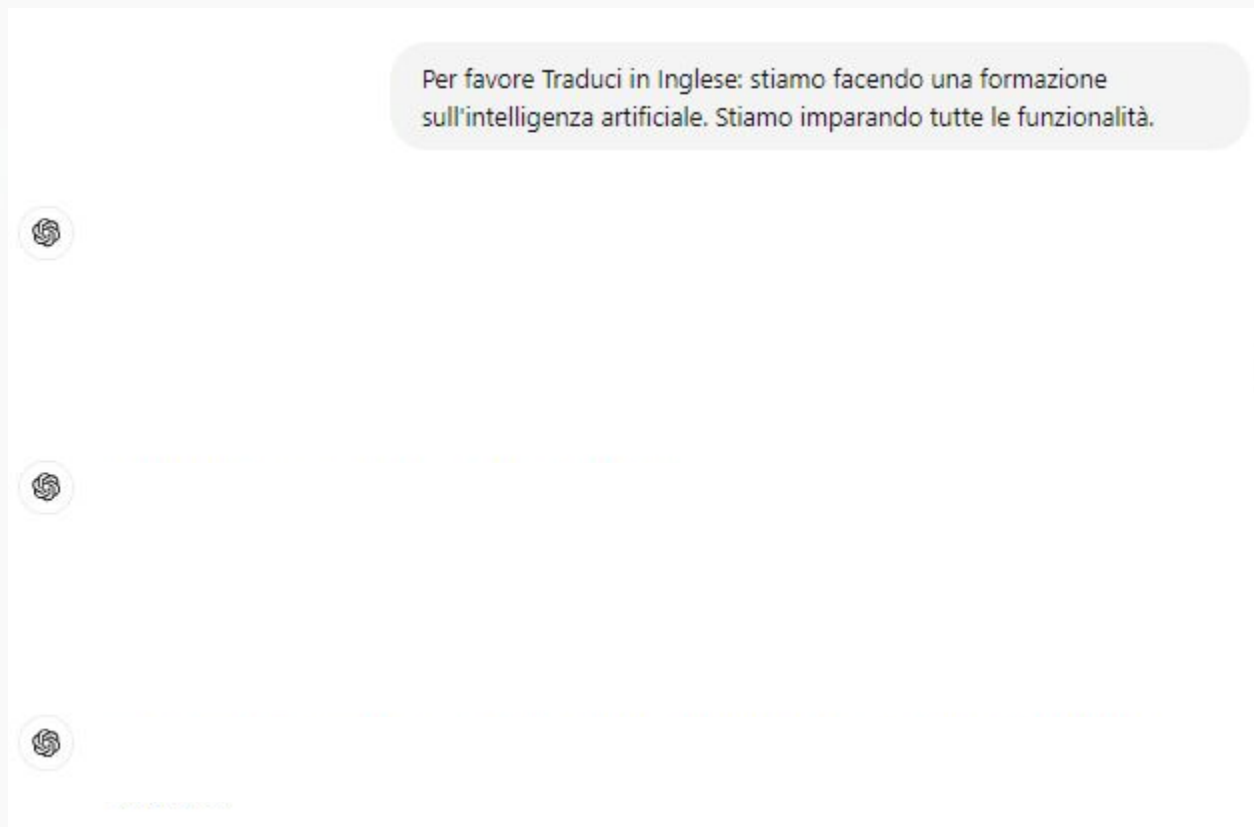 Per favore Traduci in Inglese: stiamo facendo una formazione
sull'intelligenza artificiale. Stiamo imparando tutte le funzionalità.